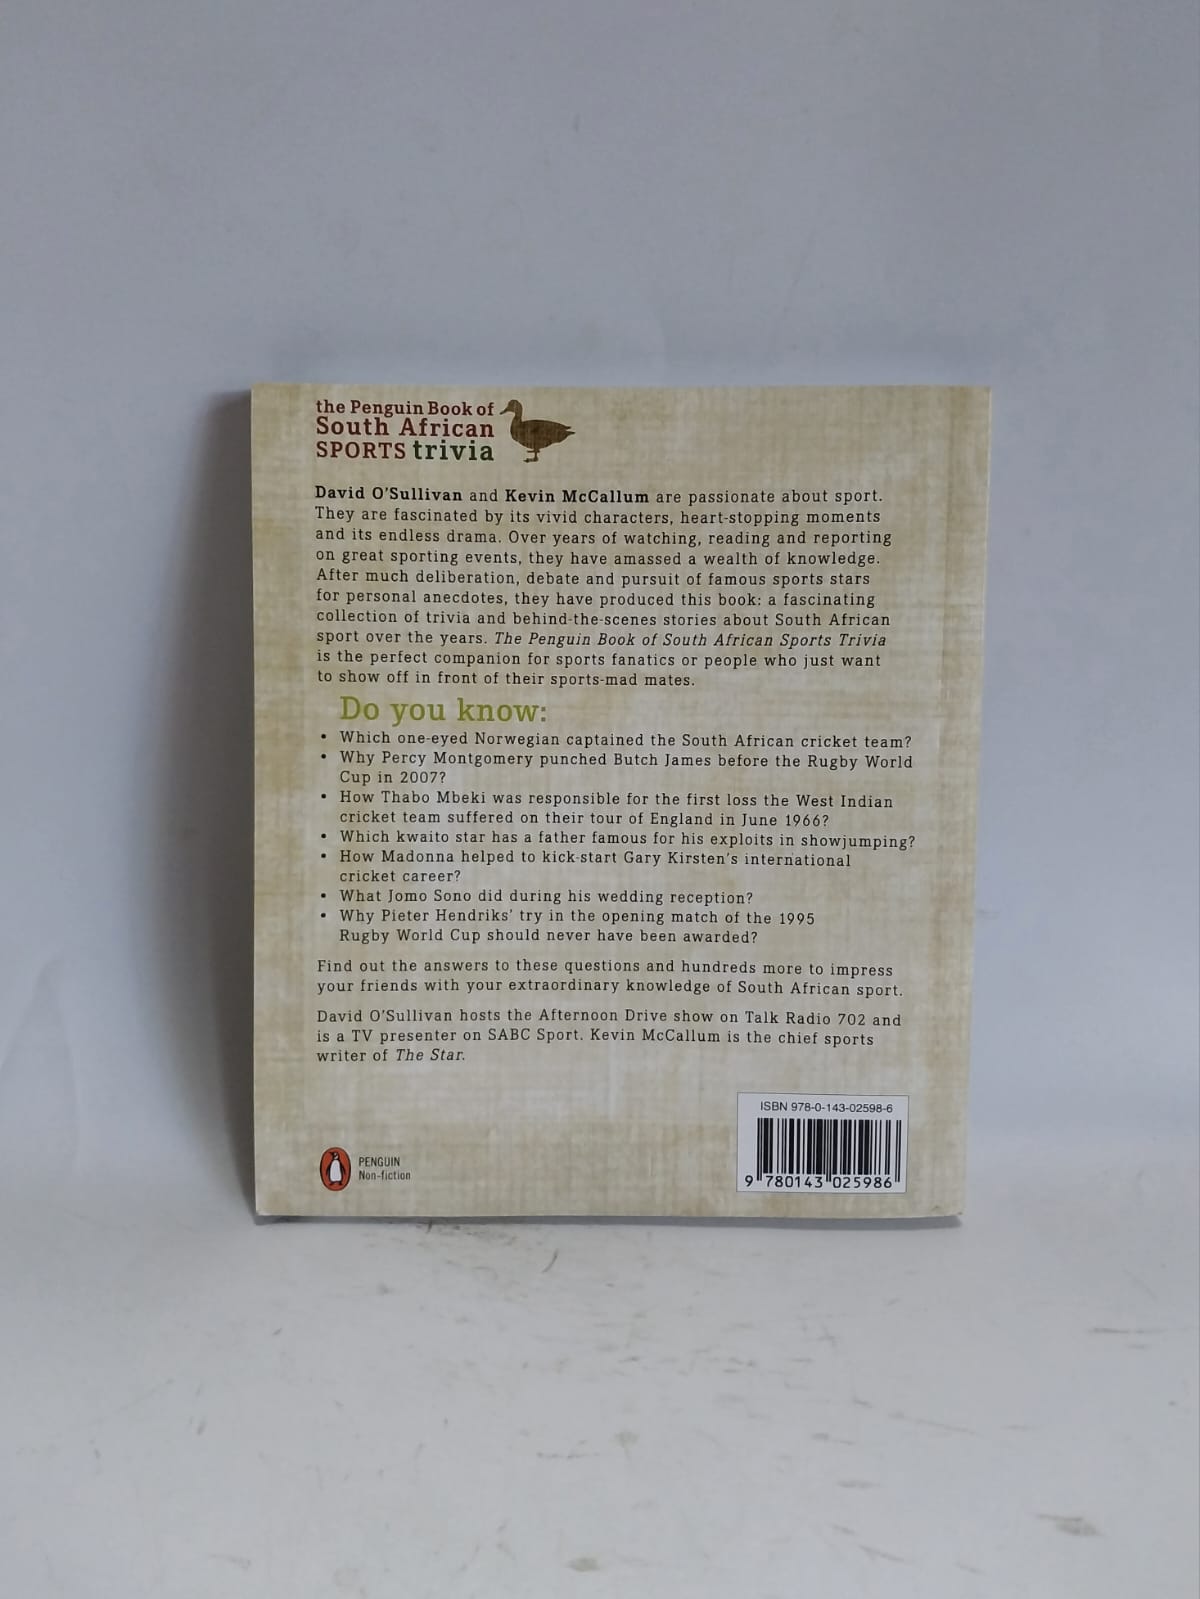 the Penguin Book of
South African
SPORTS trivia
David O'Sullivan and Kevin McCallum are passionate about sport.
They are fascinated by its vivid characters, heart-stopping moments
and its endless drama. Over years of watching, reading and reporting
on great sporting events, they have amassed a wealth of knowledge.
After much deliberation, debate and pursuit of famous sports stars
for personal anecdotes, they have produced this book: a fascinating
collection of trivia and behind-the-scenes stories about South African
sport over the years. The Penguin Book of South African Sports Trivia
is the perfect companion for sports fanatics or people who just want
to show off in front of their sports-mad mates.
Do you know:
• Which one-eyed Norwegian captained the South African cricket team?
• Why Percy Montgomery punched Butch James before the Rugby World
Cup in 2007?
• How Thabo Mbeki was responsible for the first loss the West Indian
cricket team suffered on their tour of England in June 1966?
• Which kwaito star has a father famous for his exploits in showjumping?
• How Madonna helped to kick-start Gary Kirsten's international
cricket career?
• What Jomo Sono did during his wedding reception?
• Why Pieter Hendriks' try in the opening match of the 1995
Rugby World Cup should never have been awarded?
Find out the answers to these questions and hundreds more to impress
your friends with your extraordinary knowledge of South African sport.
David O'Sullivan hosts the Afternoon Drive show on Talk Radio 702 and
is a TV presenter on SABC Sport. Kevin McCallum is the chief sports
writer of The Star.
ISBN 978-0-143-02598-6
9 780143 025986
PENGUIN
Non-fiction